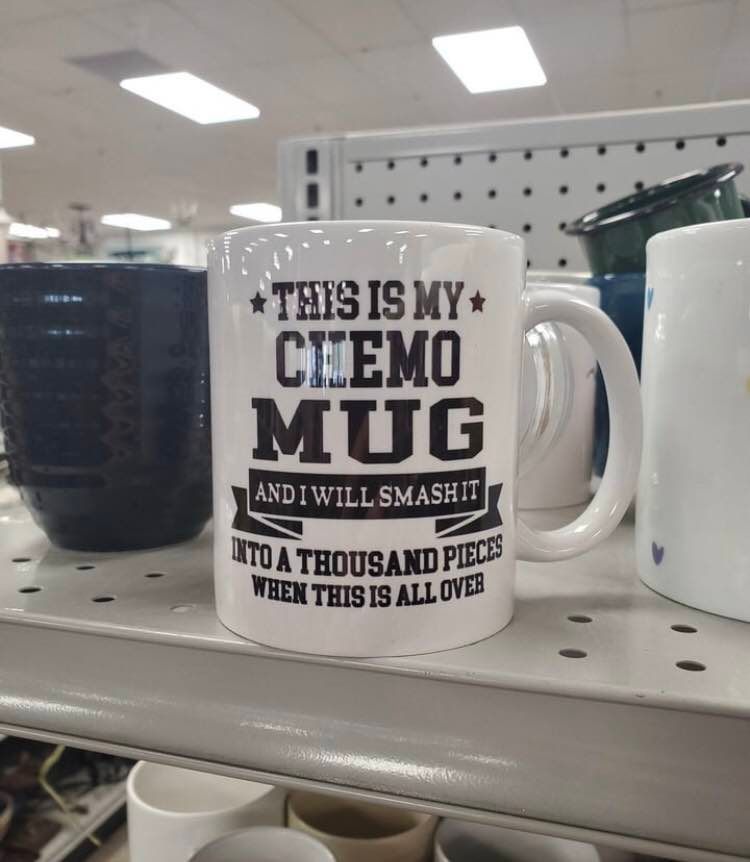 THIS IS MY
CHEMO
MUG
AND I WILL SMASH IT
INTO A THOUSAND PIECES
WHEN THIS IS ALL OVER